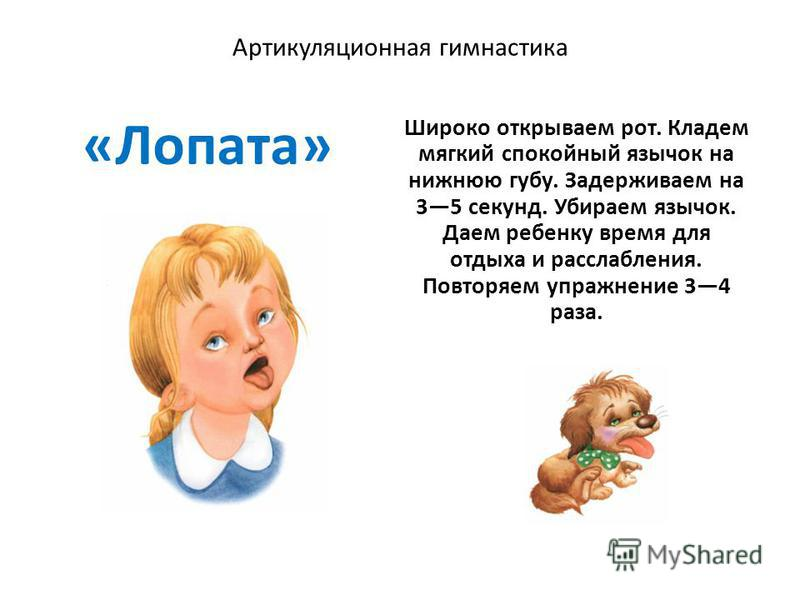 Артикуляционная гимнастика
«Лопата»
Широко открываем рот. Кладем
мягкий спокойный язычок на
нижнюю губу. Задерживаем на
3—5 секунд. Убираем язычок.
Даем ребенку время для
отдыха и расслабления.
Повторяем упражнение 3—4
раза.
MyShared